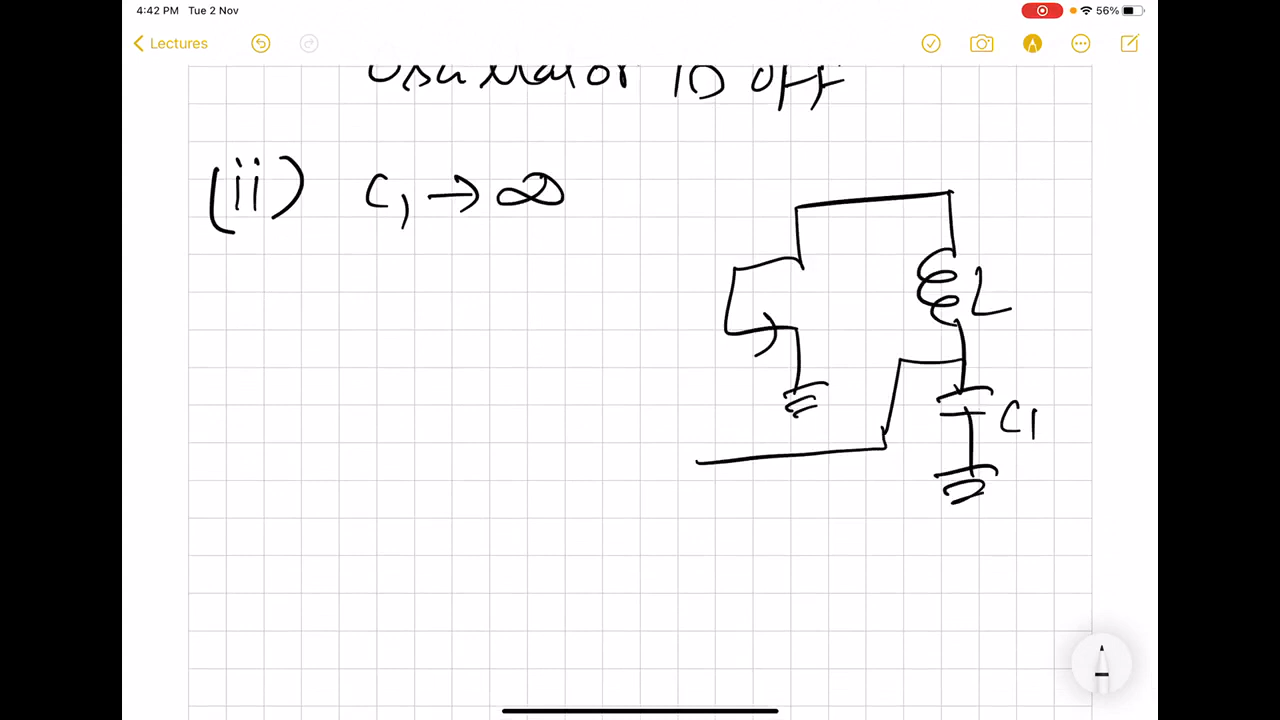 4:42 PM Tue 2 Nov
56%
Lectures
Oscillator is off
(ii) C₁ → ∞
L
C1